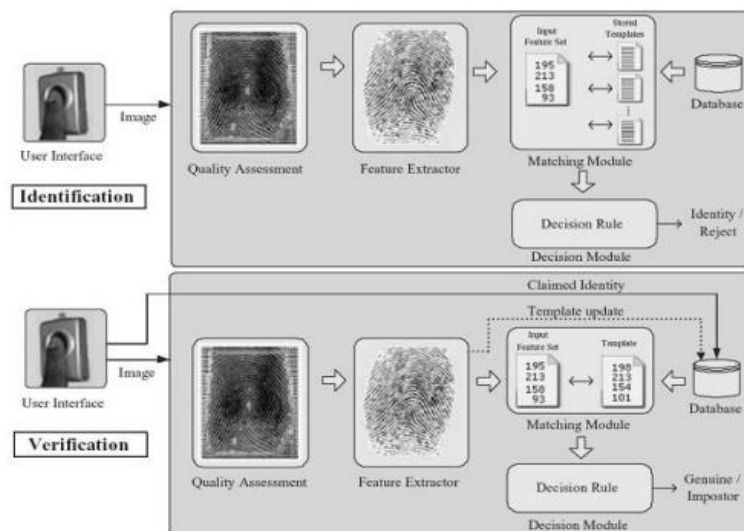 Input
Feature Set
Stored
Templates
195
213
158
93
Image
Database
User Interface
Quality Assessment
Feature Extractor
Matching Module
Identification
Decision Rule
Identity /
Reject
Decision Module
Claimed Identity
Template update
Input
Feature Set
Template
195
213
158
93
198
213
154
101
Image
Database
User Interface
Matching Module
Verification
Quality Assessment
Feature Extractor
Decision Rule
Genuine /
Impostor
Decision Module